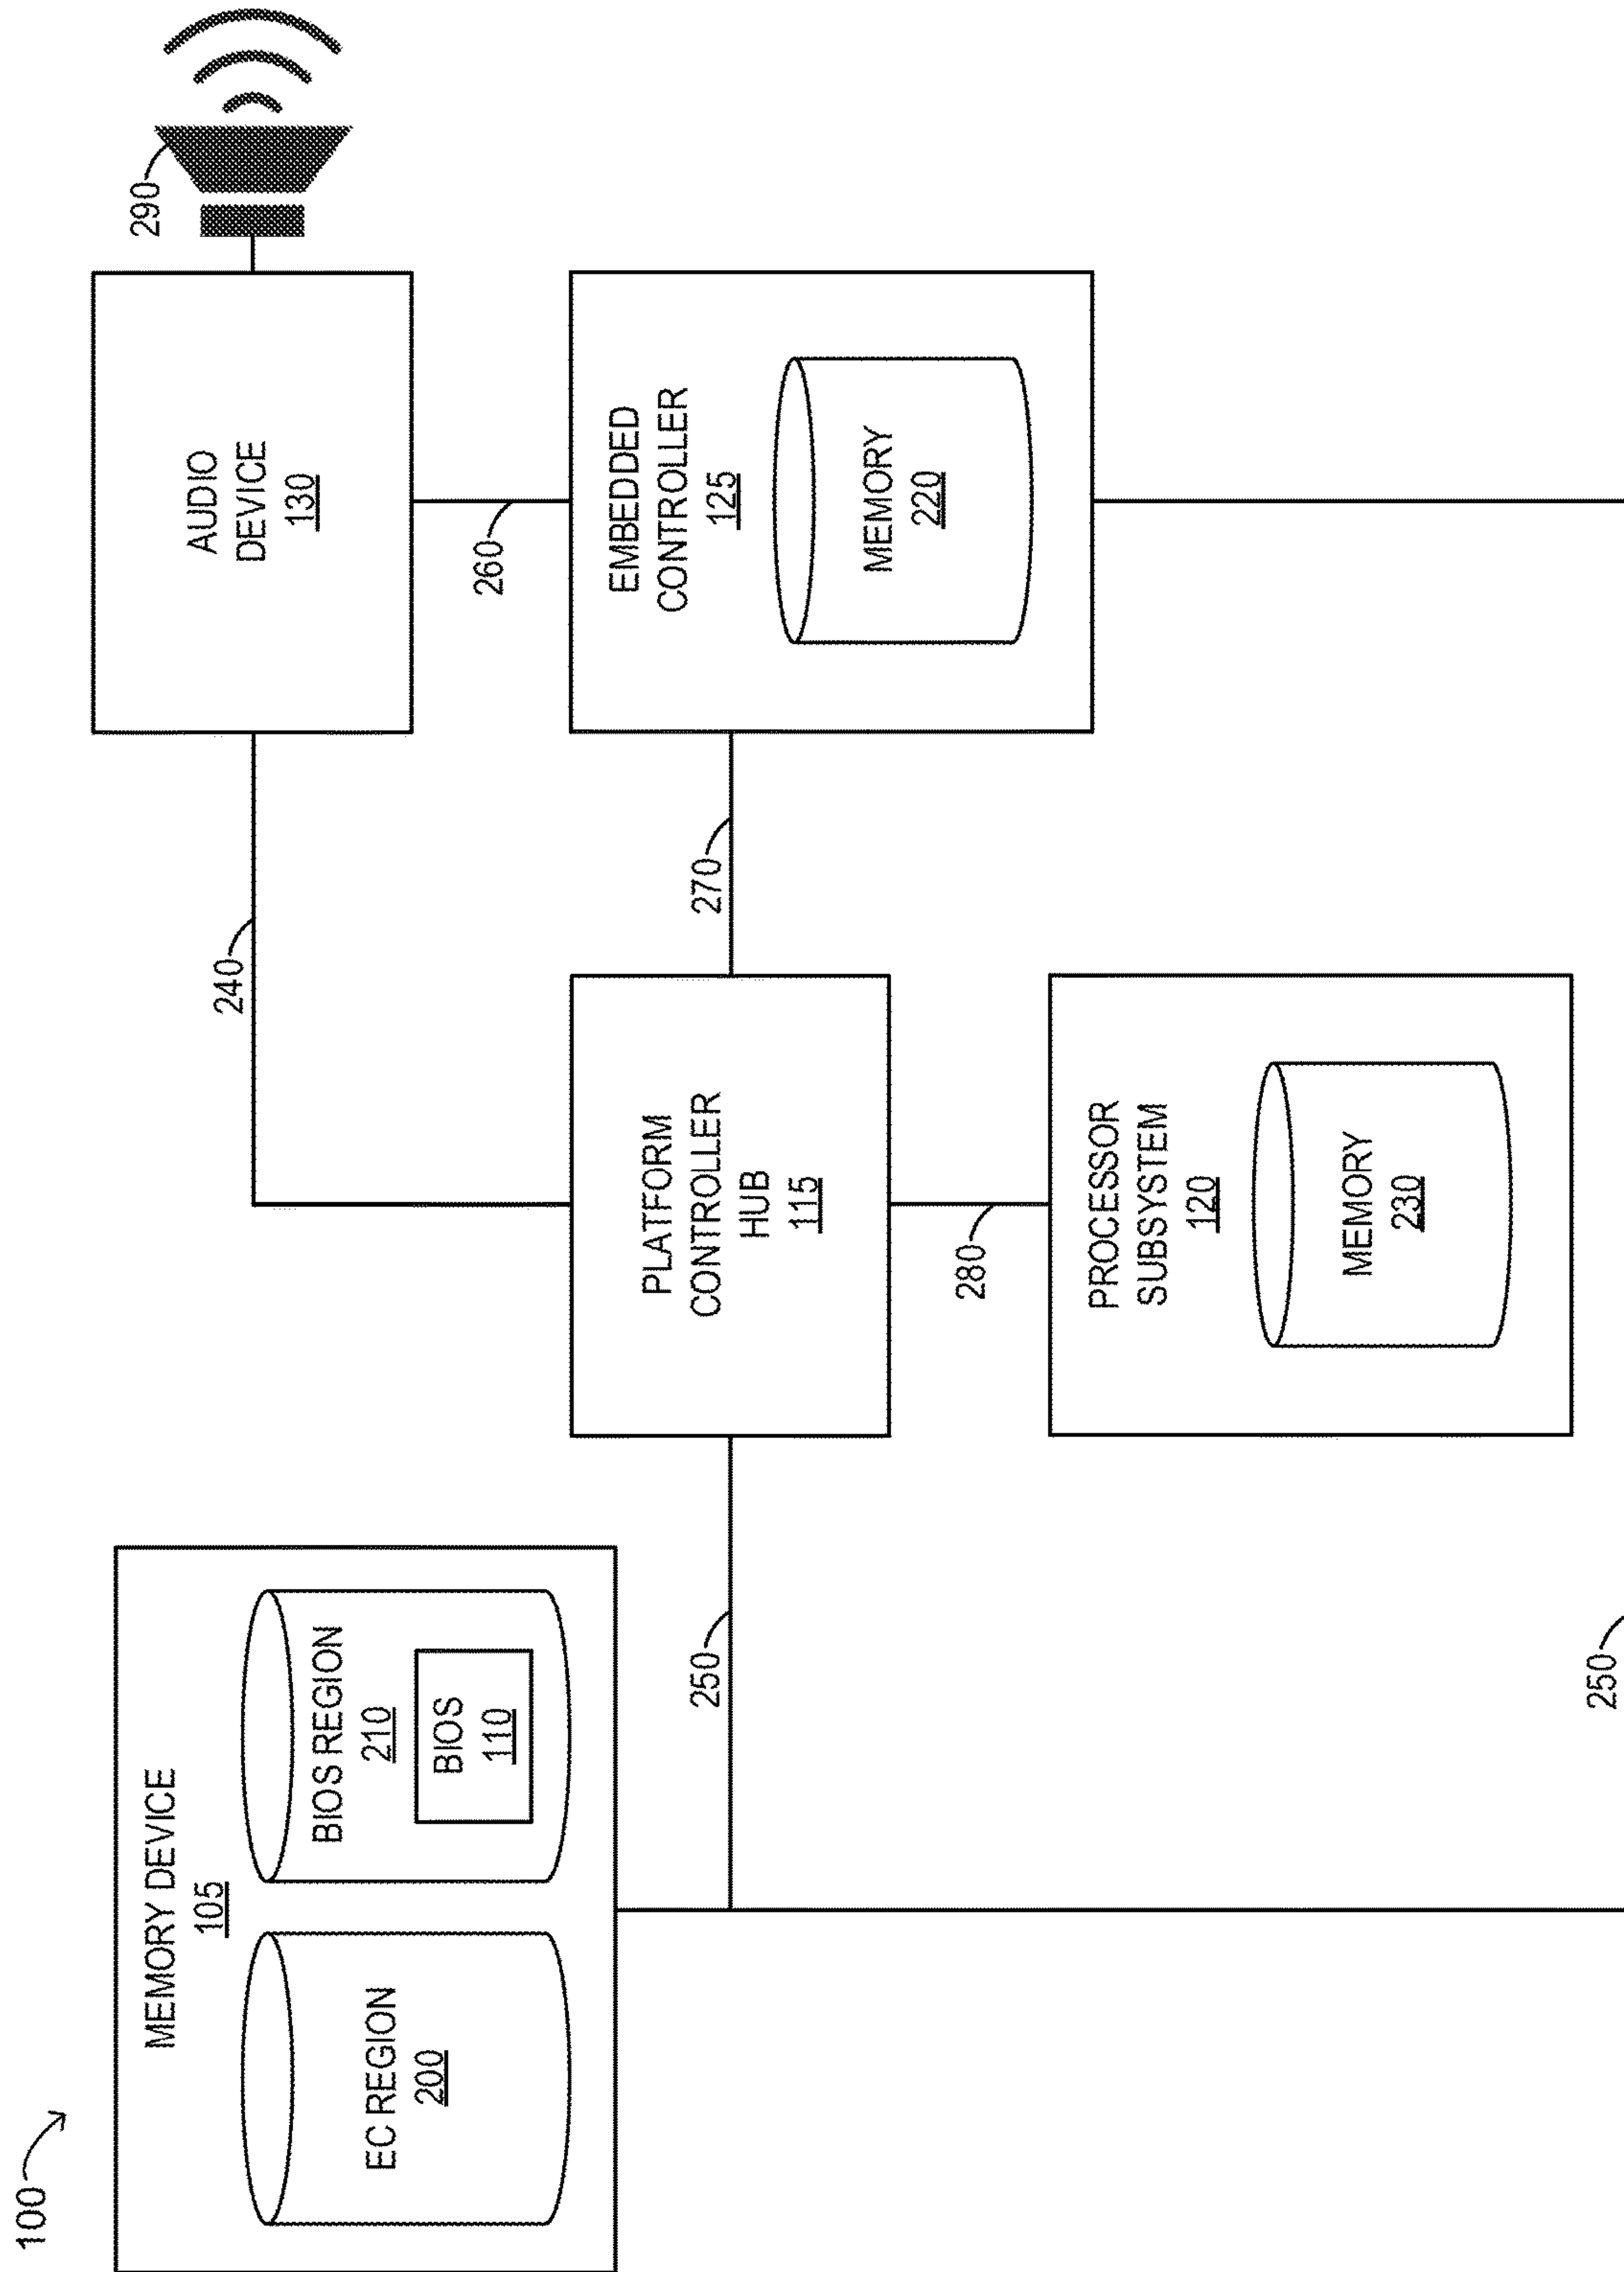 100
MEMORY DEVICE
105
EC REGION
200
BIOS REGION
210
BIOS
110
250
240
PLATFORM
CONTROLLER
HUB
115
270
280
PROCESSOR
SUBSYSTEM
120
MEMORY
230
AUDIO
DEVICE
130
290
260
EMBEDDED
CONTROLLER
125
MEMORY
220
250